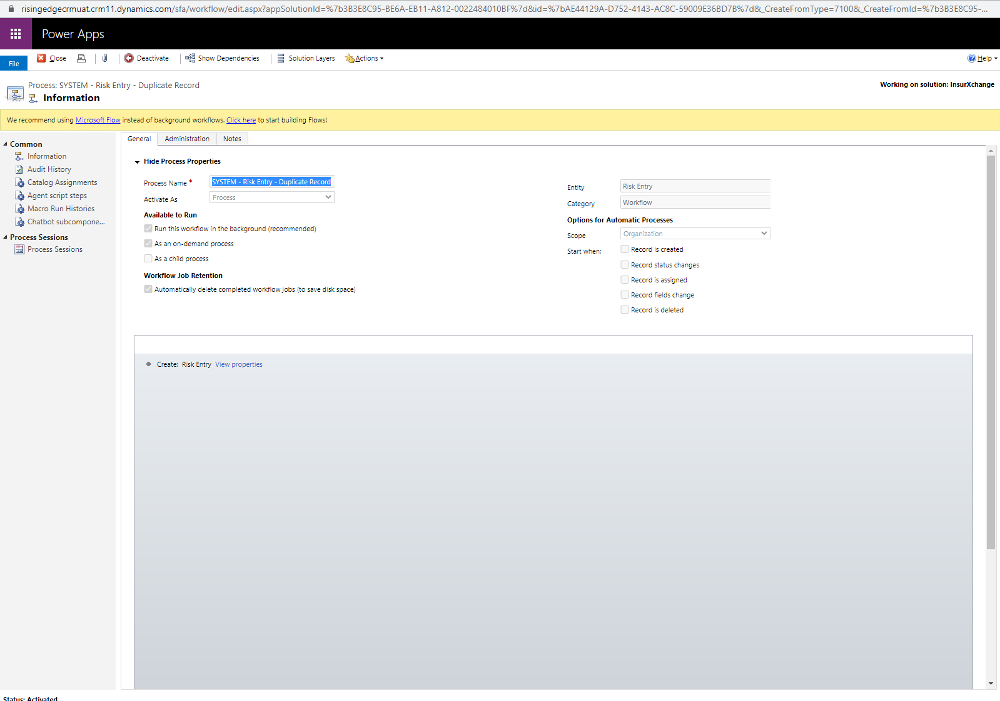 risingedgecrmuat.crm11.dynamics.com/sfa/workflow/edit.aspx?appSolutionId=%7b3B3E8C95-BE6A-EB11-A812-0022484010BF%7d&id=%7bAE44129A-D752-4143-AC8C-59009E36BD7B%7d&_CreateFromType=7100&_CreateFromId=%7b3B3E8C95-...
Power Apps
File
Close
Deactivate
Show Dependencies
Solution Layers
Actions
Help
Process: SYSTEM - Risk Entry - Duplicate Record
Information
Working on solution: InsurXchange
We recommend using Microsoft Flow instead of background workflows. Click here to start building Flows!
Common
Information
Audit History
Catalog Assignments
Agent script steps
Macro Run Histories
Chatbot subcompone...
Process Sessions
Process Sessions
General
Administration
Notes
Hide Process Properties
Process Name *
SYSTEM - Risk Entry - Duplicate Record
Activate As
Process
Available to Run
Run this workflow in the background (recommended)
As an on-demand process
As a child process
Workflow Job Retention
Automatically delete completed workflow jobs (to save disk space)
Entity
Risk Entry
Category
Workflow
Options for Automatic Processes
Scope
Organization
Start when:
Record is created
Record status changes
Record is assigned
Record fields change
Record is deleted
Create: Risk Entry View properties
Status: Activated